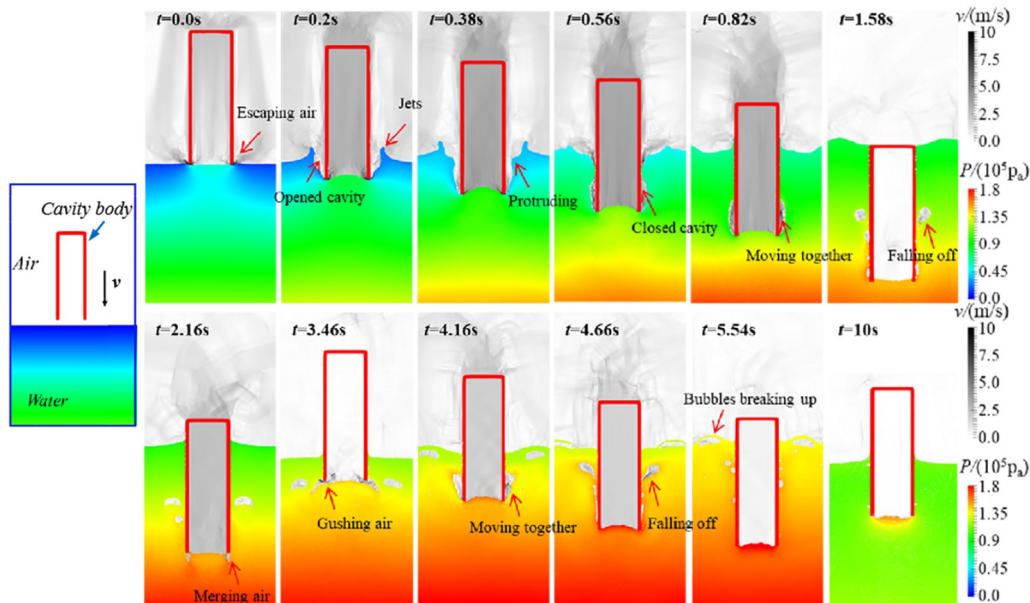 t=0.0s
t=0.2s
t=0.38s
t=0.56s
t=0.82s
t=1.58s
v/(m/s)
10
7.5
5.0
2.5
0.0
Escaping air
Jets
Opened cavity
Protruding
Closed cavity
Moving together
Falling off
P/(10⁵pₐ)
1.8
1.35
0.9
0.45
0.0
Cavity body
Air
v
Water
t=2.16s
t=3.46s
t=4.16s
t=4.66s
t=5.54s
t=10s
v/(m/s)
10
7.5
5.0
2.5
0.0
Bubbles breaking up
Gushing air
Moving together
Falling off
Merging air
P/(10⁵pₐ)
1.8
1.35
0.9
0.45
0.0